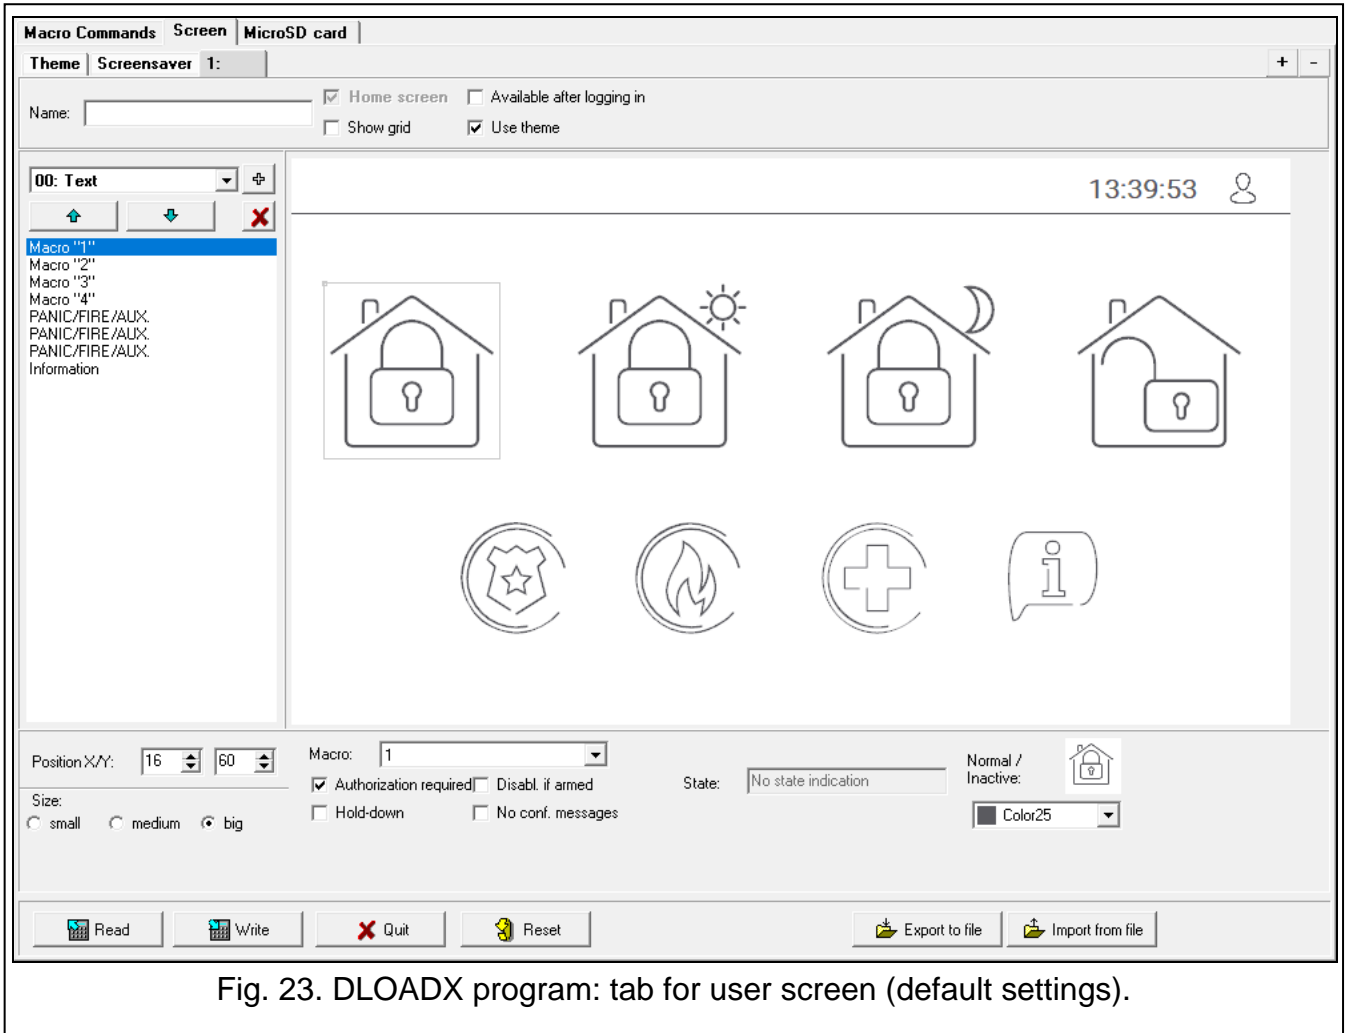 Macro Commands Screen MicroSD card
Theme Screensaver 1: + -
Name: Home screen Available after logging in
Show grid Use theme
00: Text
13:39:53
Macro "1"
Macro "2"
Macro "3"
Macro "4"
PANIC/FIRE/AUX.
PANIC/FIRE/AUX.
PANIC/FIRE/AUX.
Information
Position X/Y: 16 60
Size:
small medium big
Macro: 1
Authorization required Disabl. if armed
Hold-down No conf. messages
State: No state indication
Normal /
Inactive:
Color25
Read Write Quit Reset Export to file Import from file
Fig. 23. DLOADX program: tab for user screen (default settings).